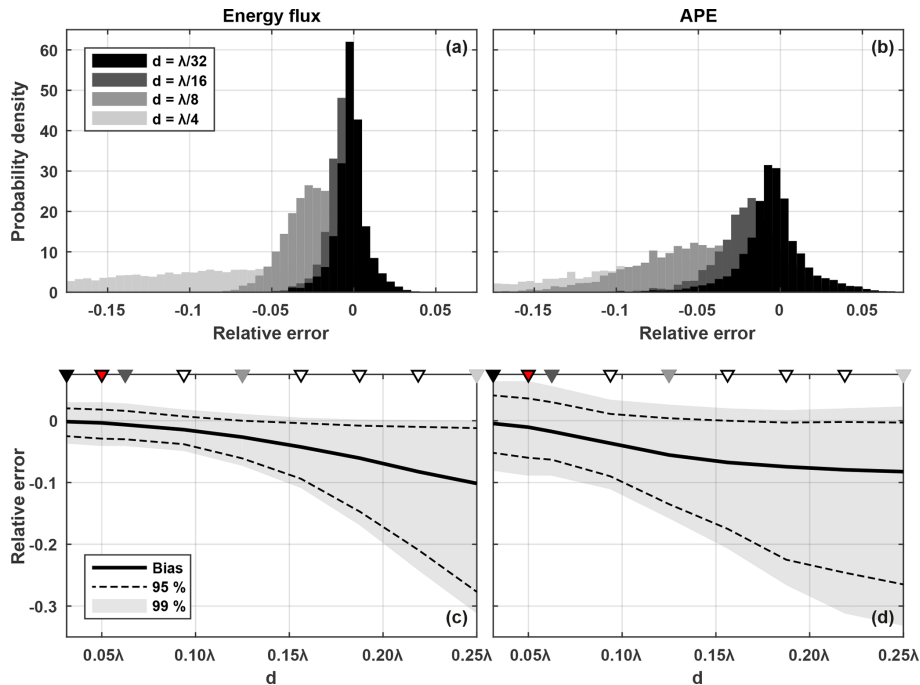 Energy flux
APE
(a)
(b)
d = λ/32
d = λ/16
d = λ/8
d = λ/4
Probability density
60
50
40
30
20
10
0
-0.15
-0.1
-0.05
0
0.05
-0.15
-0.1
-0.05
0
0.05
Relative error
Relative error
Relative error
0
-0.1
-0.2
-0.3
Bias
95 %
99 %
(c)
(d)
0.05λ
0.10λ
0.15λ
0.20λ
0.25λ
0.05λ
0.10λ
0.15λ
0.20λ
0.25λ
d
d